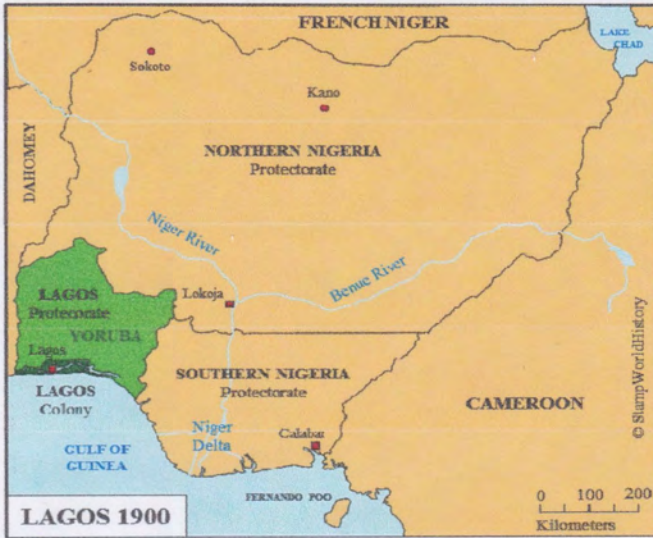 FRENCH NIGER
LAKE
CHAD
Sokoto
Kano
DAHOMEY
NORTHERN NIGERIA
Protectorate
Niger River
Benue River
Lokoja
LAGOS
Protecorate
YORUBA
Lagos
LAGOS
Colony
SOUTHERN NIGERIA
Protectorate
CAMEROON
© StampWorldHistory
Niger
Delta
Calabar
GULF OF
GUINEA
FERNANDO POO
LAGOS 1900
0 100 200
Kilometers